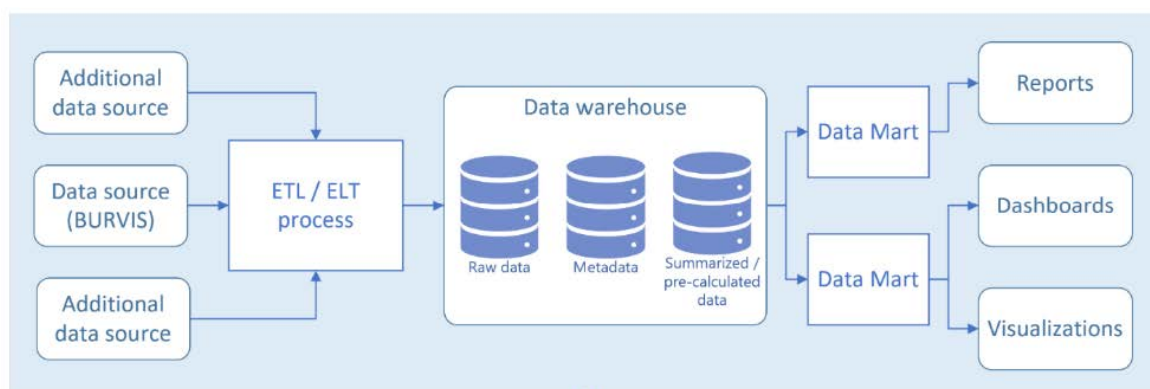 Additional
data source
Data source
(BURVIS)
Additional
data source
ETL / ELT
process
Data warehouse
Raw data
Metadata
Summarized /
pre-calculated
data
Data Mart
Data Mart
Reports
Dashboards
Visualizations